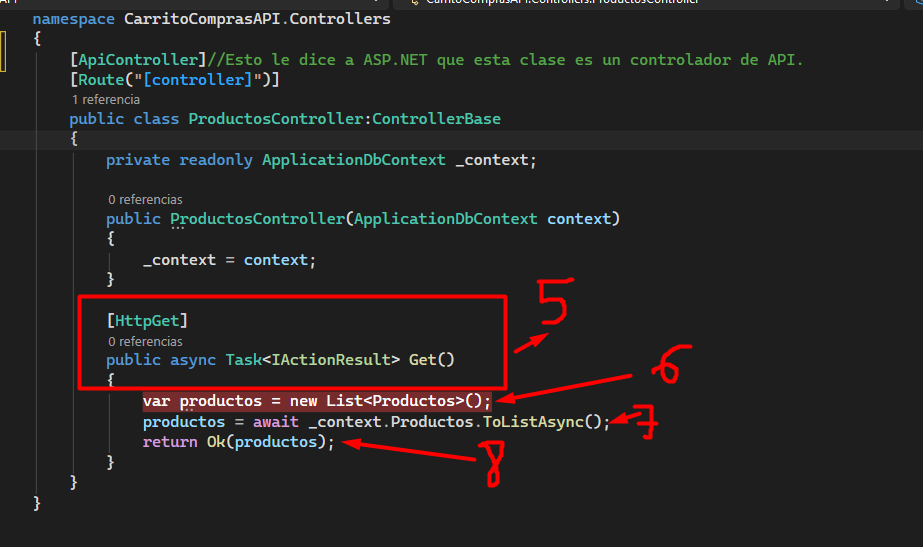 namespace CarritoComprasAPI.Controllers
{
[ApiController]//Esto le dice a ASP.NET que esta clase es un controlador de API.
[Route("[controller]")]
1 referencia
public class ProductosController:ControllerBase
{
private readonly ApplicationDbContext _context;
0 referencias
public ProductosController(ApplicationDbContext context)
{
_context = context;
}
5
[HttpGet]
0 referencias
public async Task<IActionResult> Get()
{
6
var productos = new List<Productos>();
productos = await _context.Productos.ToListAsync();
7
return Ok(productos);
8
}
}
}